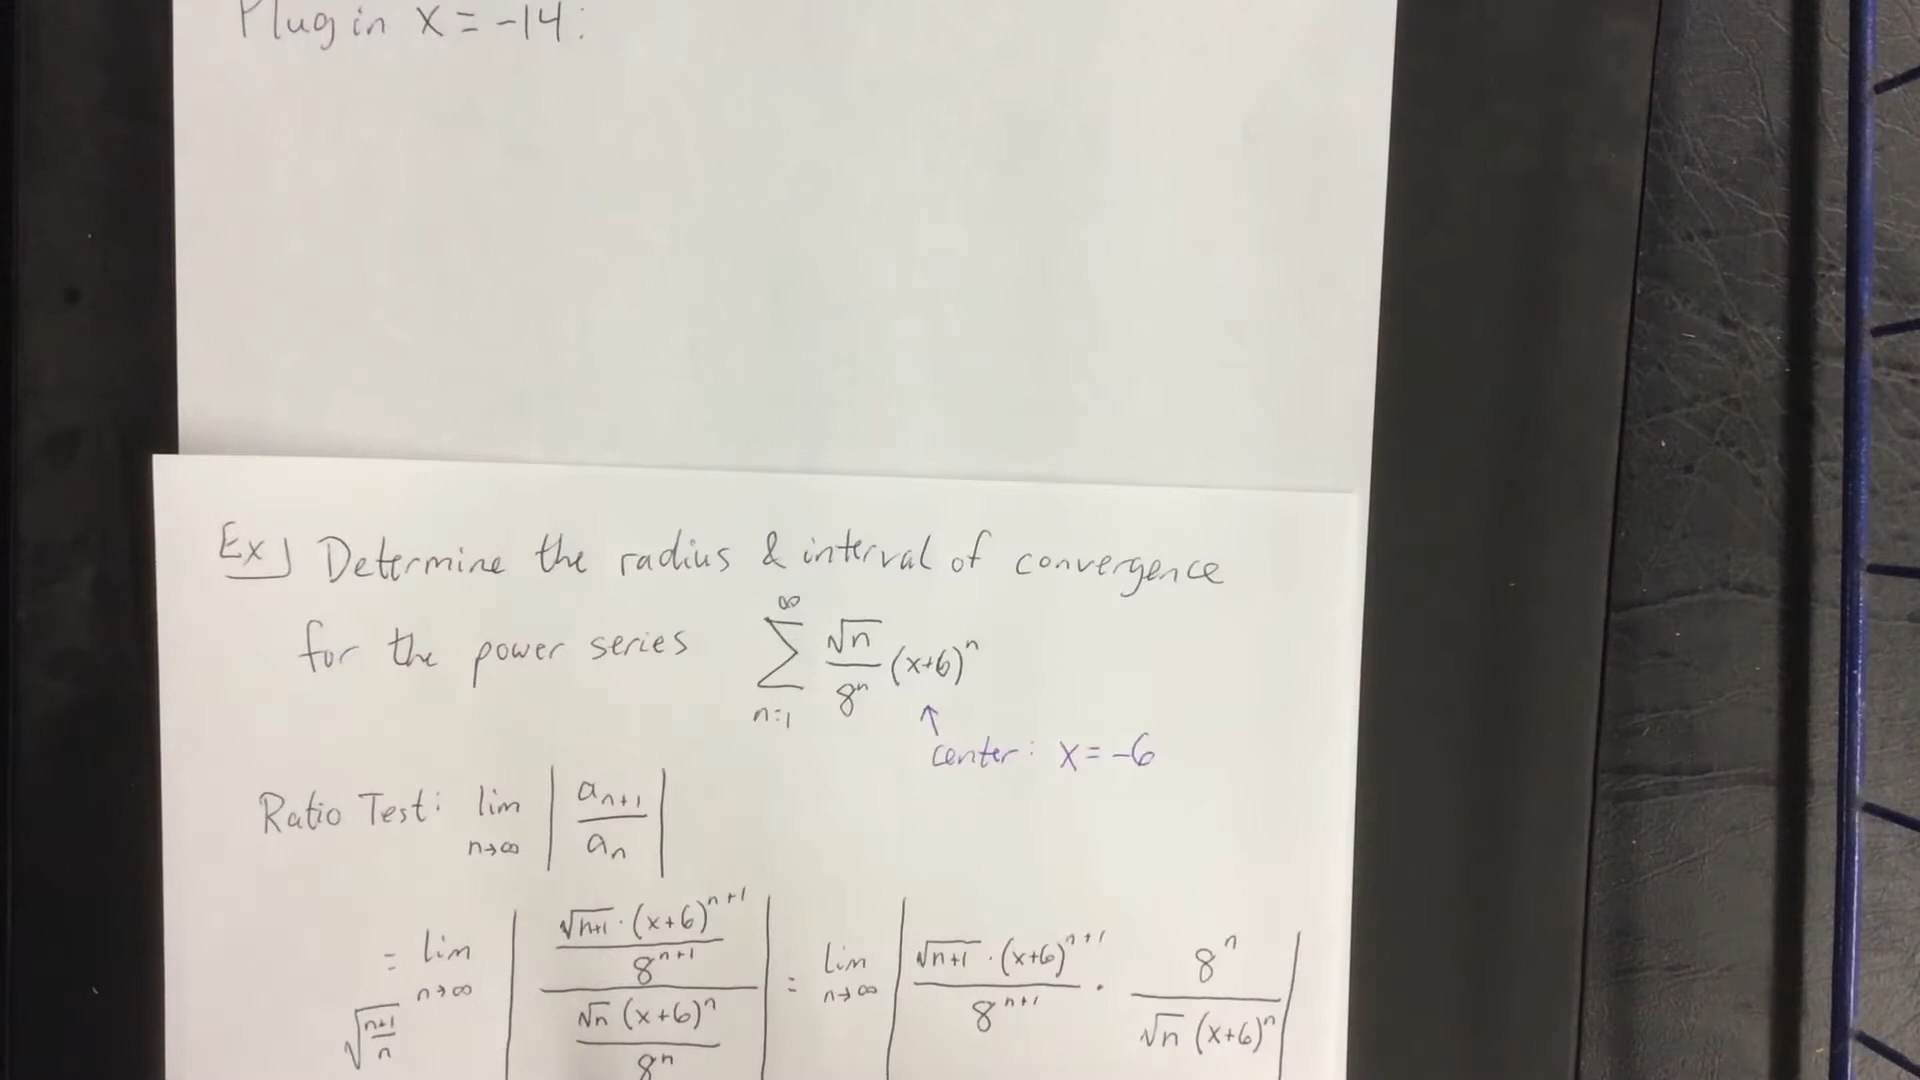 Plug in x = -14:
Ex) Determine the radius & interval of convergence
for the power series ∑_{n=1}^{∞} √n/8^n (x+6)^n
↑
center: x = -6
Ratio Test: lim_{n→∞} | a_{n+1} / a_n |
= lim_{n→∞} | (√(n+1) · (x+6)^{n+1} / 8^{n+1}) / (√n (x+6)^n / 8^n) | = lim_{n→∞} | √(n+1) · (x+6)^{n+1} / 8^{n+1} · 8^n / (√n (x+6)^n) |
√((n+1)/n)